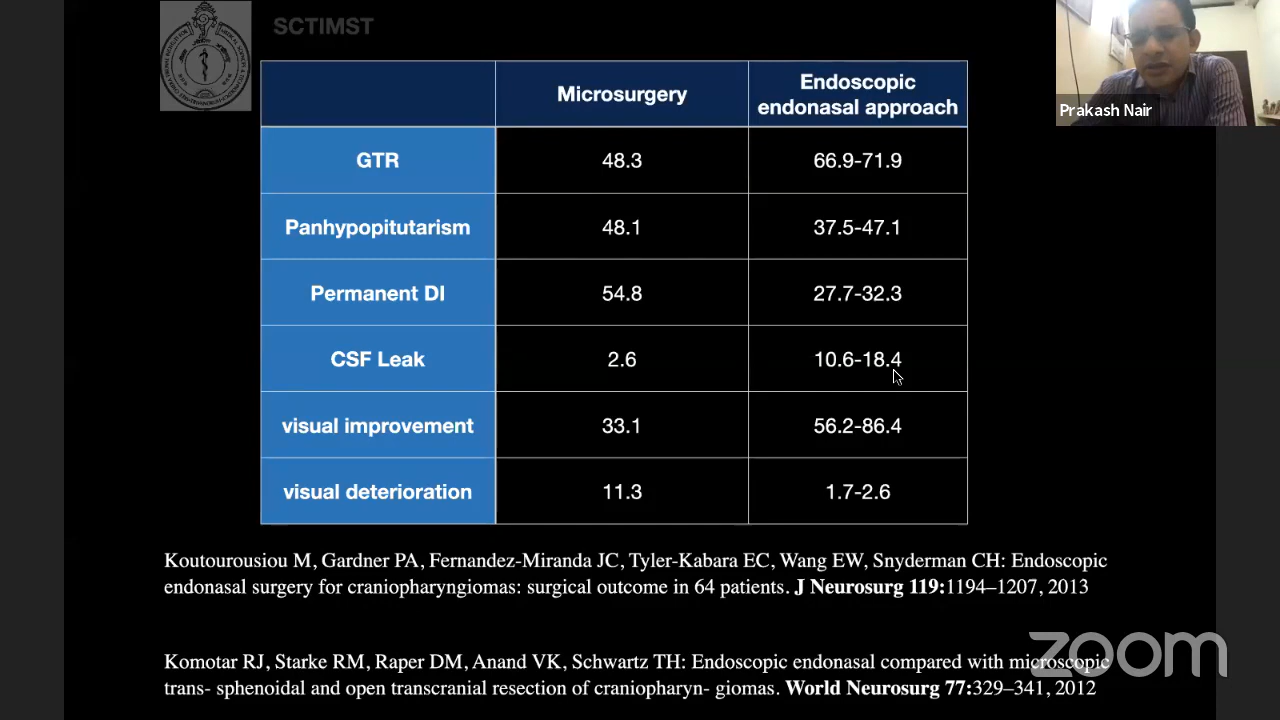 SCTIMST
Microsurgery
Endoscopic
endonasal approach
GTR 48.3 66.9-71.9
Panhypopitutarism 48.1 37.5-47.1
Permanent DI 54.8 27.7-32.3
CSF Leak 2.6 10.6-18.4
visual improvement 33.1 56.2-86.4
visual deterioration 11.3 1.7-2.6
Koutourousiou M, Gardner PA, Fernandez-Miranda JC, Tyler-Kabara EC, Wang EW, Snyderman CH: Endoscopic
endonasal surgery for craniopharyngiomas: surgical outcome in 64 patients. J Neurosurg 119:1194–1207, 2013
Komotar RJ, Starke RM, Raper DM, Anand VK, Schwartz TH: Endoscopic endonasal compared with microscopic
trans- sphenoidal and open transcranial resection of craniopharyn- giomas. World Neurosurg 77:329–341, 2012
Prakash Nair
zoom